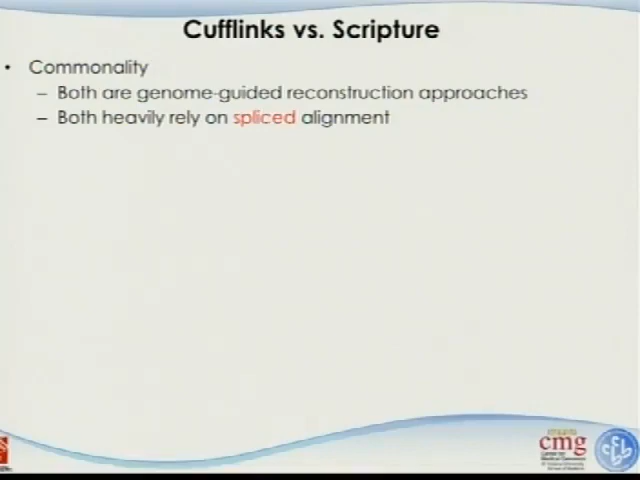 Cufflinks vs. Scripture
• Commonality
– Both are genome-guided reconstruction approaches
– Both heavily rely on spliced alignment
cmg